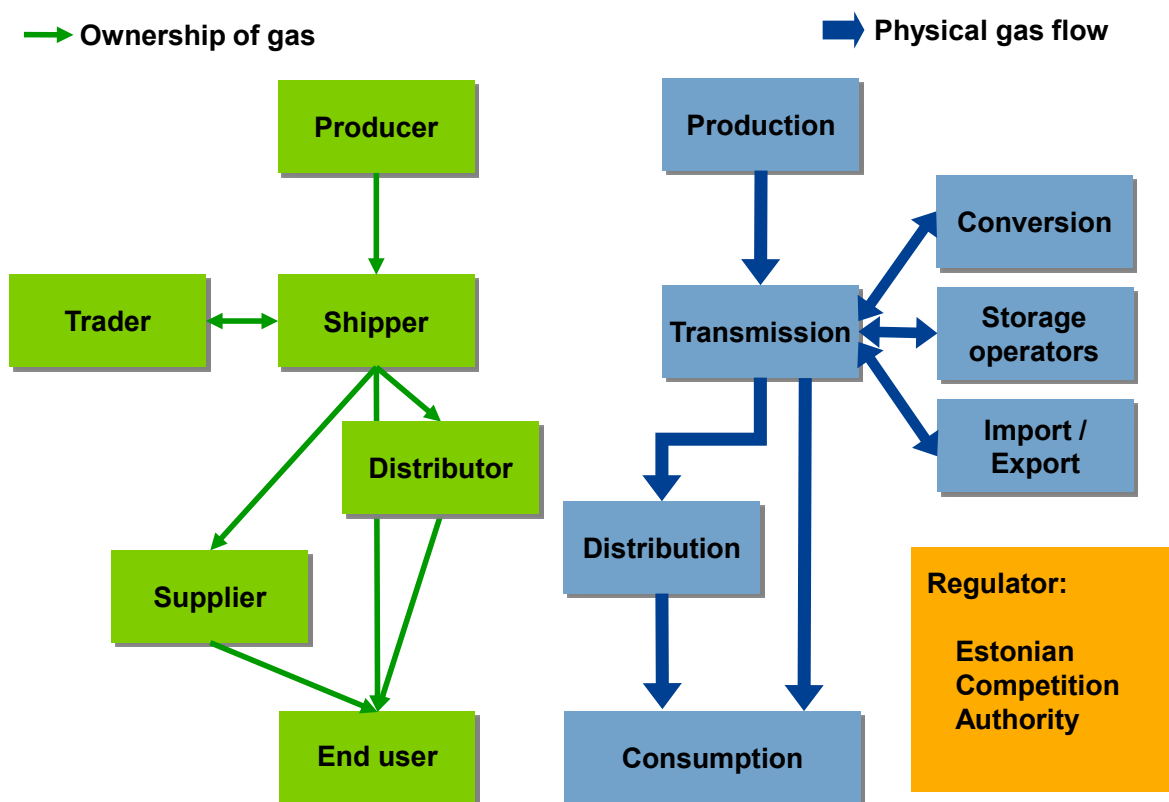 Ownership of gas
Physical gas flow
Producer
Production
Conversion
Trader
Shipper
Transmission
Storage
operators
Import /
Export
Distributor
Distribution
Supplier
End user
Consumption
Regulator:
Estonian
Competition
Authority